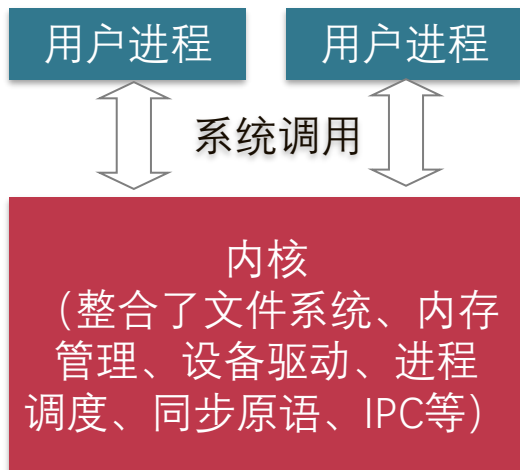 用户进程
用户进程
系统调用
内核
（整合了文件系统、内存
管理、设备驱动、进程
调度、同步原语、IPC等）